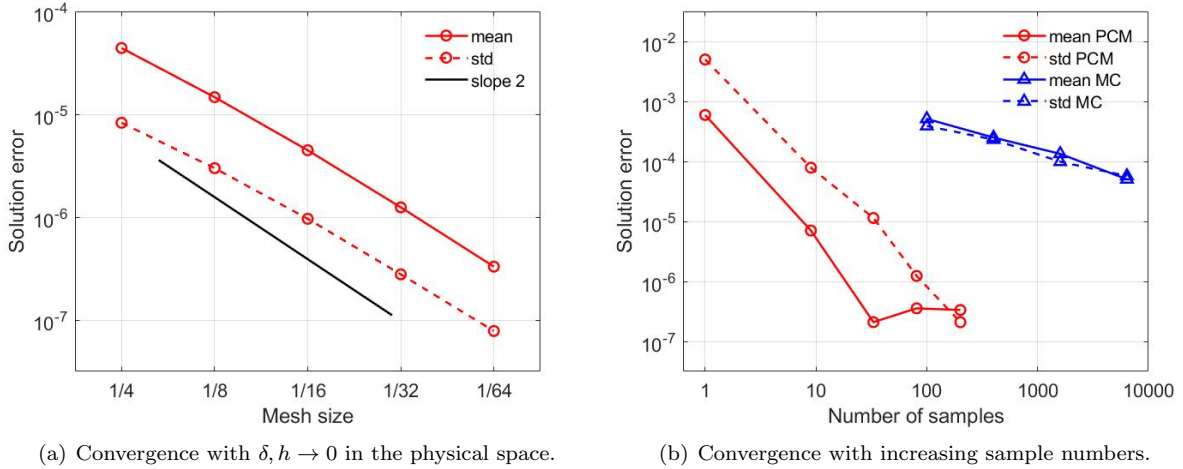 10^-4
10^-5
10^-6
10^-7
Solution error
mean
std
slope 2
1/4 1/8 1/16 1/32 1/64
Mesh size
(a) Convergence with δ, h → 0 in the physical space.
10^-2
10^-3
10^-4
10^-5
10^-6
10^-7
Solution error
mean PCM
std PCM
mean MC
std MC
1 10 100 1000 10000
Number of samples
(b) Convergence with increasing sample numbers.